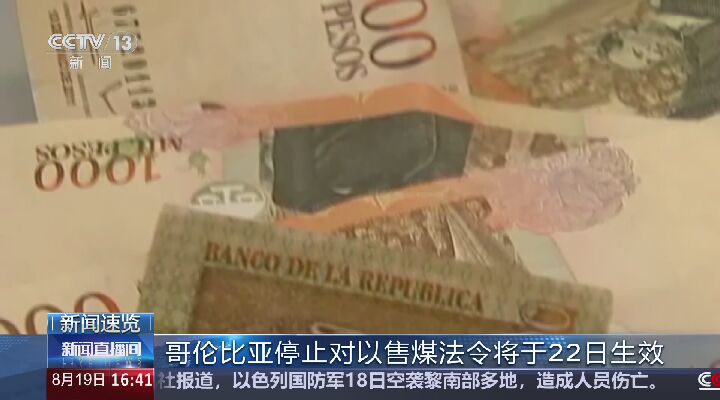 CCTV 13
新闻
PESOS
MIL PESOS
1000
BANCO DE LA REPUBLICA
新闻速览
新闻直播间
哥伦比亚停止对以售煤法令将于22日生效
8月19日 16:41
社报道，以色列国防军18日空袭黎南部多地，造成人员伤亡。